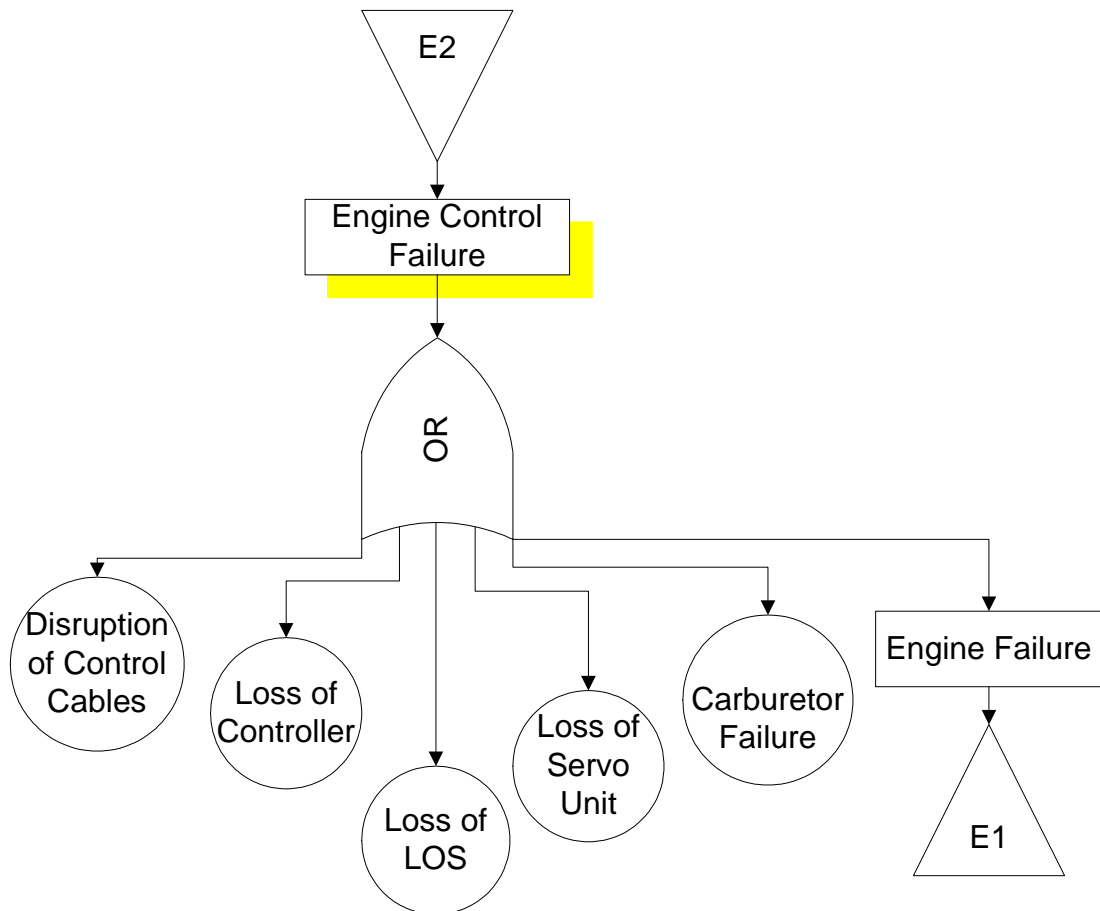 E2
Engine Control
Failure
OR
Disruption
of Control
Cables
Loss of
Controller
Loss of
LOS
Loss of
Servo
Unit
Carburetor
Failure
Engine Failure
E1